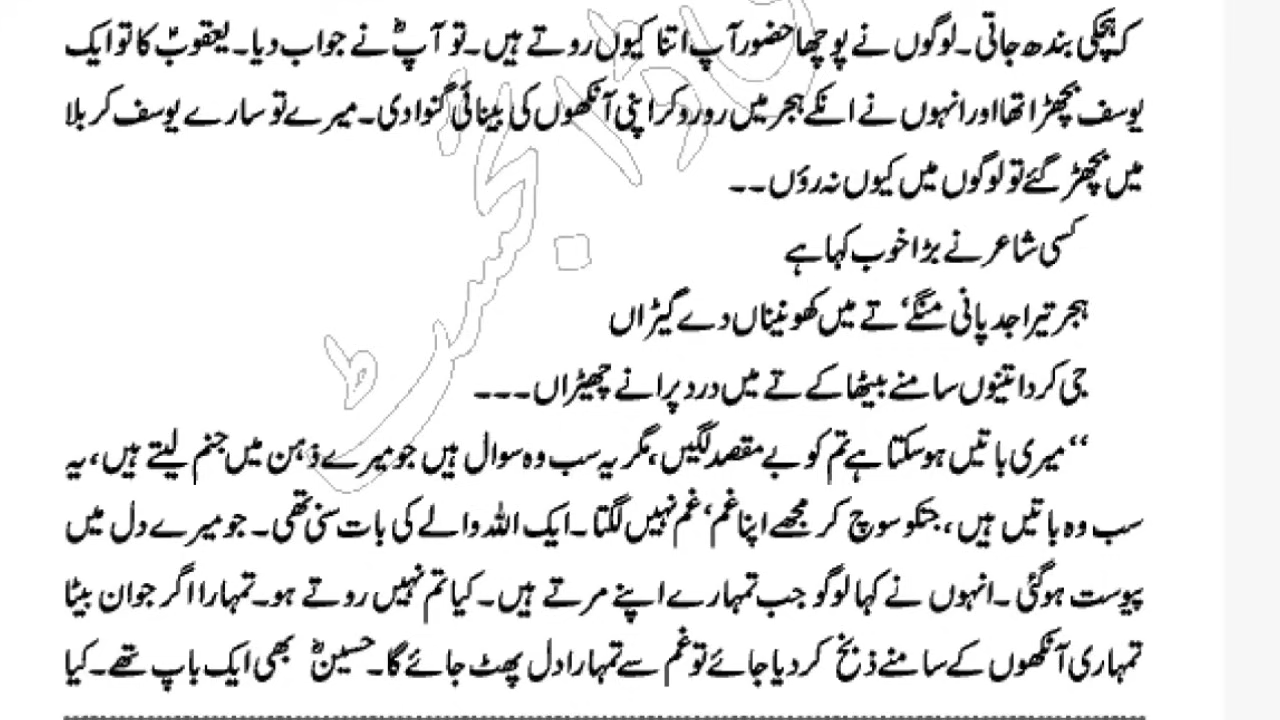 کہ ہچکی بندھ جاتی۔ لوگوں نے پوچھا حضور آپ اتنا کیوں روتے ہیں۔ تو آپؓ نے جواب دیا۔ یعقوبؑ کا تو ایک
یوسف بچھڑا تھا اور انہوں نے انکے ہجر میں رو رو کر اپنی آنکھوں کی بینائی گنوا دی۔ میرے تو سارے یوسف کربلا
میں بچھڑ گئے تو لوگوں میں کیوں نہ رؤں۔۔
کسی شاعر نے بڑا خوب کہا ہے
ہجر تیرا جد پانی منگے‘ تے میں کھو نیناں دے گیڑاں
جی کردا تینوں سامنے بیٹھا کے تے میں درد پرانے چھیڑاں۔۔۔
“میری باتیں ہو سکتا ہے تم کو بے مقصد لگیں، مگر یہ سب وہ سوال ہیں جو میرے ذہن میں جنم لیتے ہیں، یہ
سب وہ باتیں ہیں، جنکو سوچ کر مجھے اپنا غم‘ غم نہیں لگتا۔ ایک اللہ والے کی بات سنی تھی۔ جو میرے دل میں
پیوست ہو گئی۔ انہوں نے کہا لوگو جب تمہارے اپنے مرتے ہیں۔ کیا تم نہیں روتے ہو۔ تمہارا اگر جوان بیٹا
تمہاری آنکھوں کے سامنے ذبح کر دیا جائے تو غم سے تمہارا دل پھٹ جائے گا۔ حسینؓ بھی ایک باپ تھے۔ کیا